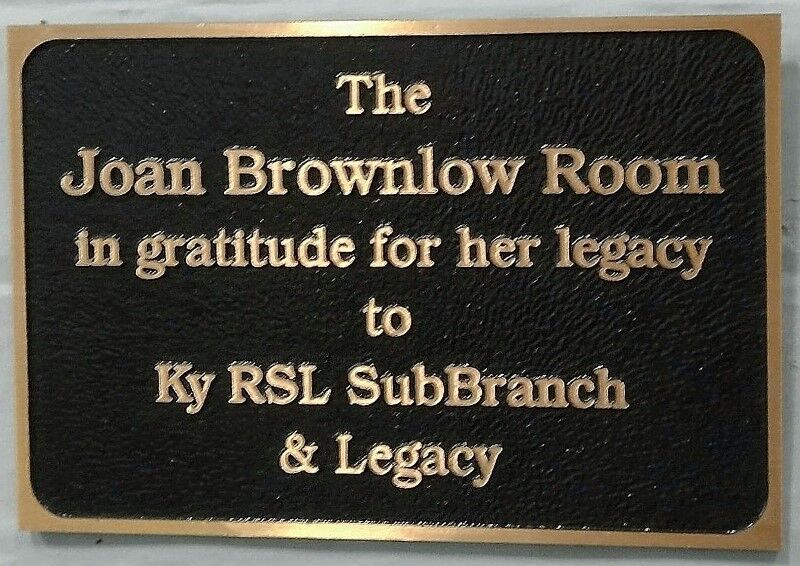 The
Joan Brownlow Room
in gratitude for her legacy
to
Ky RSL SubBranch
& Legacy